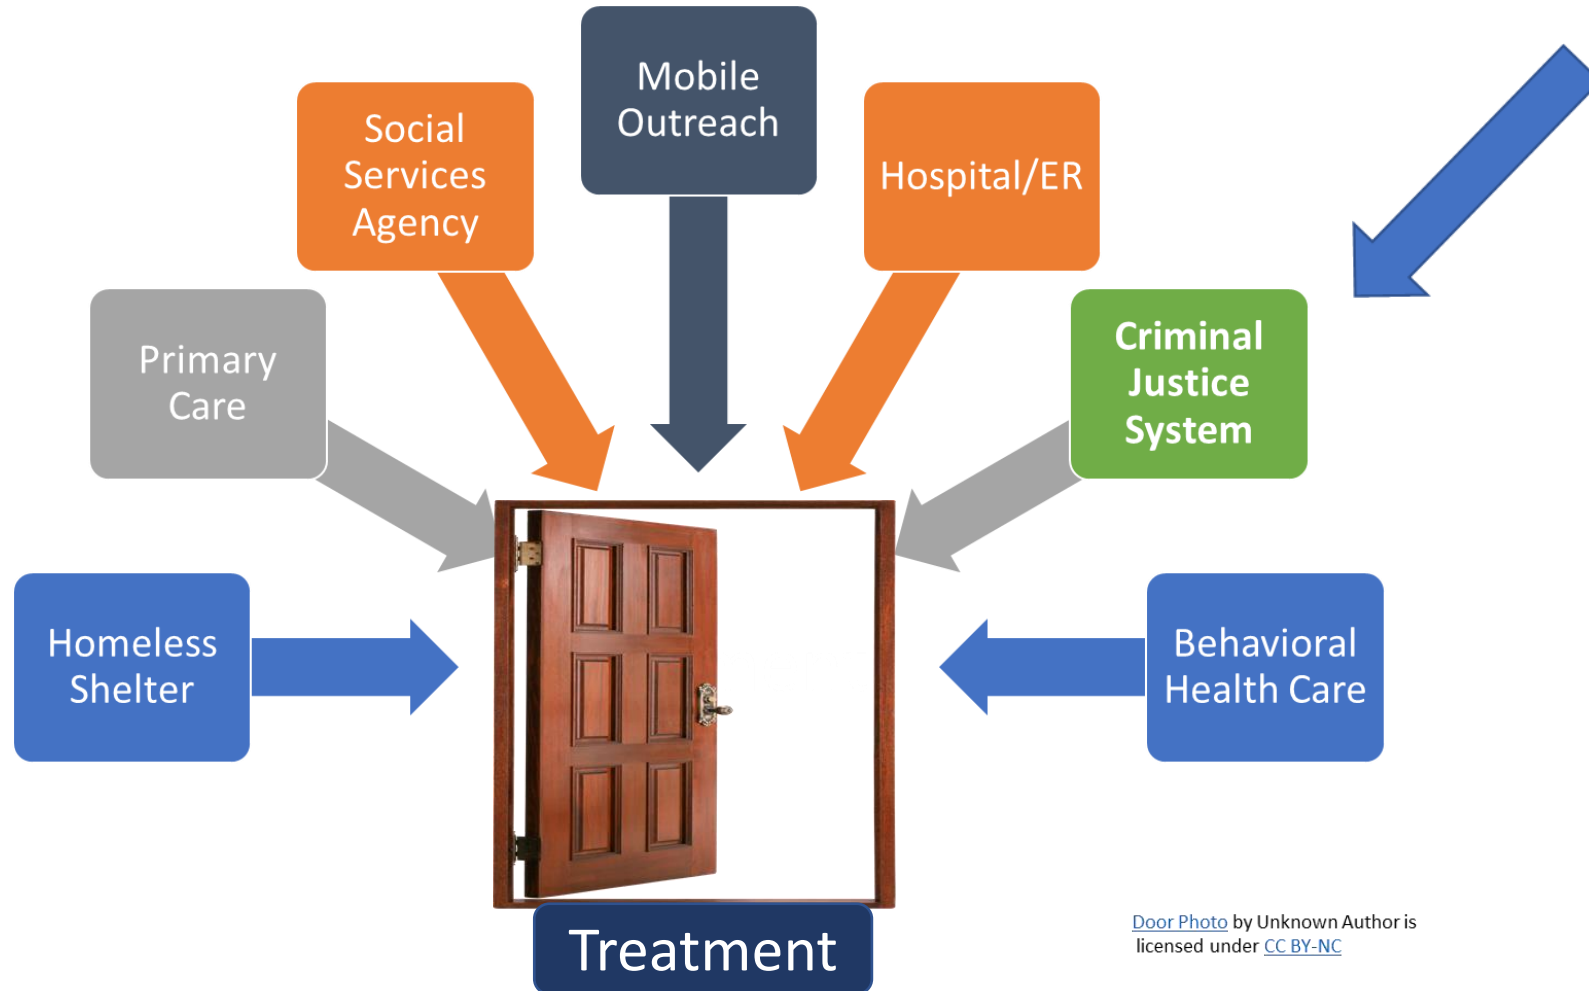 Mobile
Outreach
Social
Services
Agency
Hospital/ER
Primary
Care
Criminal
Justice
System
Homeless
Shelter
Behavioral
Health Care
Treatment
Door Photo by Unknown Author is
licensed under CC BY-NC